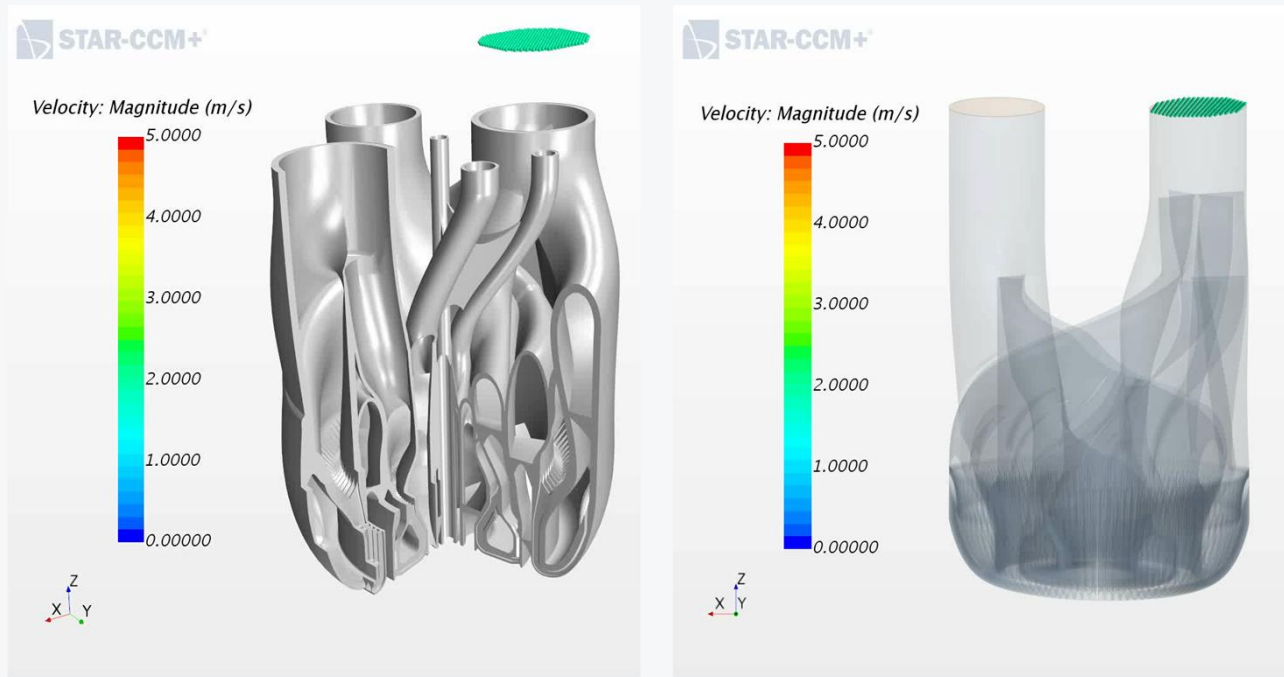 STAR-CCM+®
Velocity: Magnitude (m/s)
5.0000
4.0000
3.0000
2.0000
1.0000
0.00000
Z
X
Y
STAR-CCM+®
Velocity: Magnitude (m/s)
5.0000
4.0000
3.0000
2.0000
1.0000
0.00000
Z
X
Y